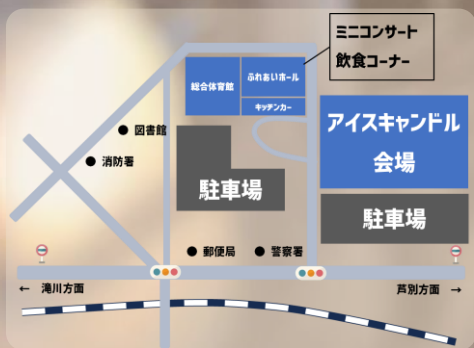 ミニコンサート
飲食コーナー
総合体育館
ふれあいホール
キッチンカー
アイスキャンドル
会場
● 図書館
● 消防署
駐車場
駐車場
● 郵便局
● 警察署
← 滝川方面
芦別方面 →